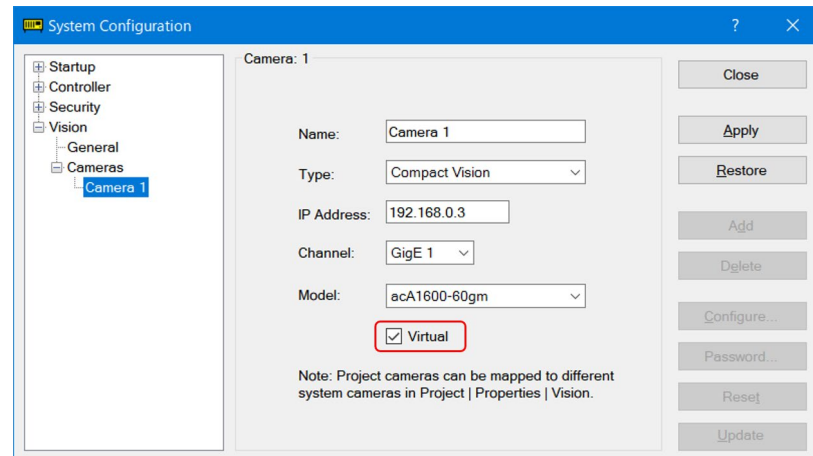 System Configuration
?
Startup
Controller
Security
Vision
General
Cameras
Camera 1
Camera: 1
Name: Camera 1
Type: Compact Vision
IP Address: 192.168.0.3
Channel: GigE 1
Model: acA1600-60gm
Virtual
Note: Project cameras can be mapped to different
system cameras in Project | Properties | Vision.
Close
Apply
Restore
Add
Delete
Configure...
Password...
Reset
Update